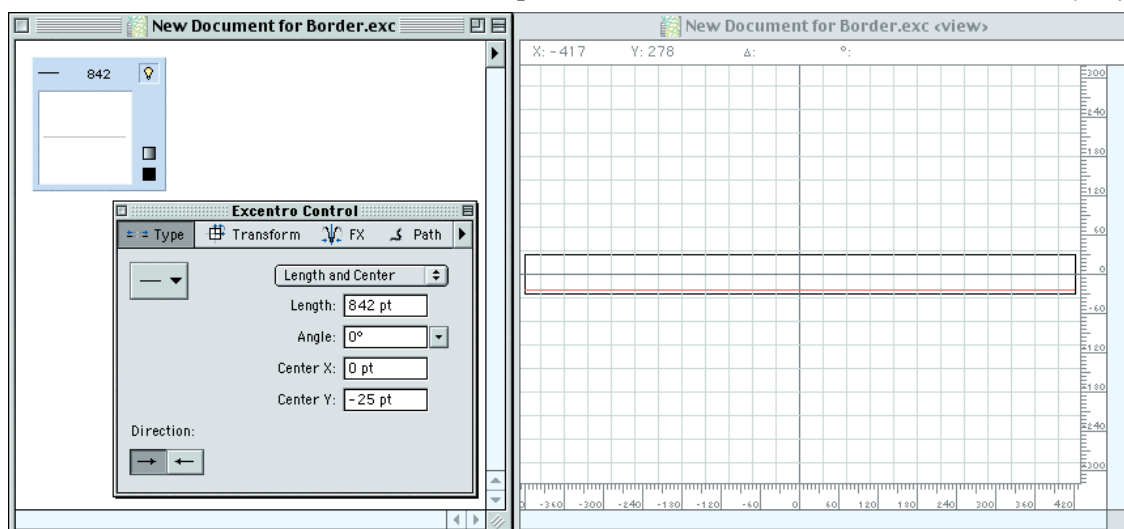 New Document for Border.exc
842
Excentro Control
Type Transform FX Path
Length and Center
Length: 842 pt
Angle: 0°
Center X: 0 pt
Center Y: -25 pt
Direction:
New Document for Border.exc <view>
X: -417 Y: 278 Δ: °:
300
240
180
120
60
0
-60
-120
-180
-240
-300
-360 -300 -240 -180 -120 -60 0 60 120 180 240 300 360 420